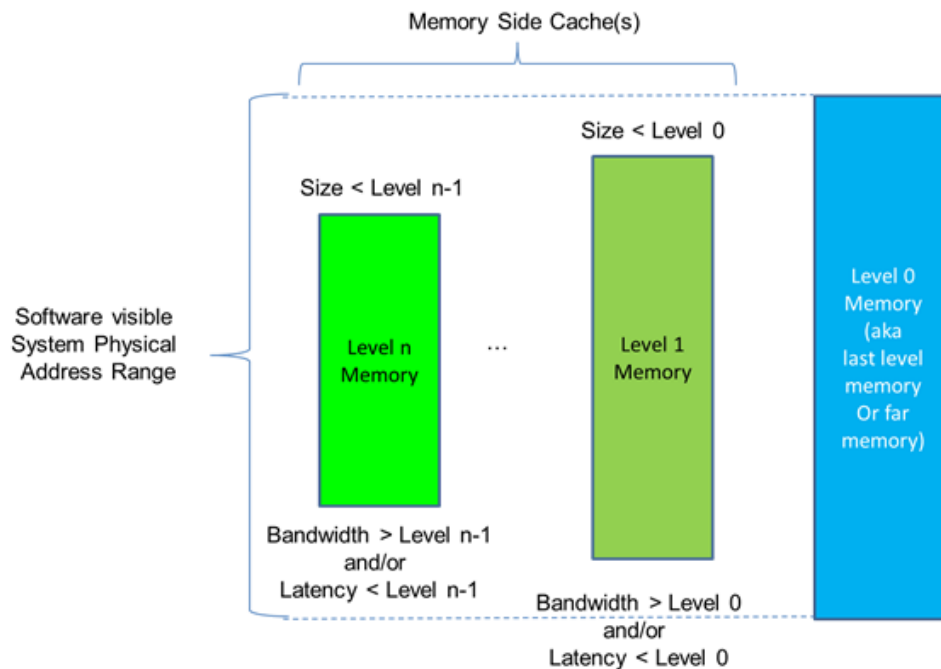 Memory Side Cache(s)
Size < Level 0
Size < Level n-1
Software visible
System Physical
Address Range
Level n
Memory
...
Level 1
Memory
Level 0
Memory
(aka
last level
memory
Or far
memory)
Bandwidth > Level n-1
and/or
Latency < Level n-1
Bandwidth > Level 0
and/or
Latency < Level 0